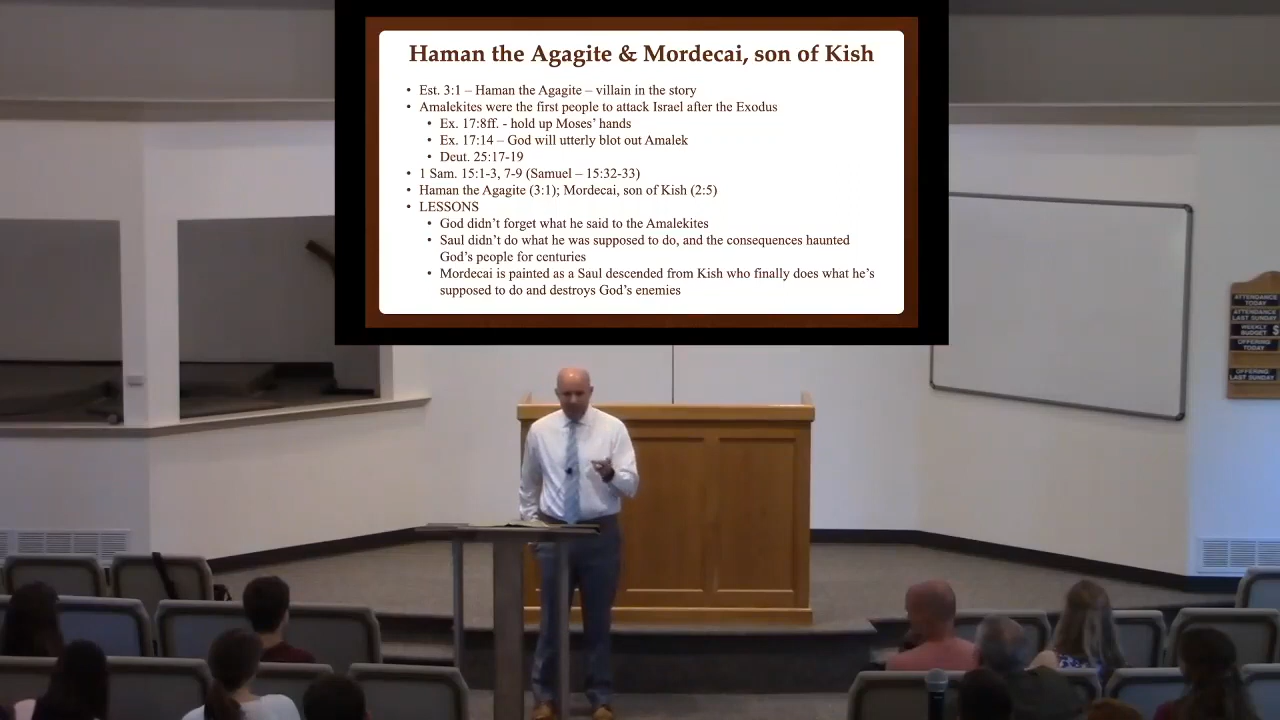 Haman the Agagite & Mordecai, son of Kish
• Est. 3:1 – Haman the Agagite – villain in the story
• Amalekites were the first people to attack Israel after the Exodus
• Ex. 17:8ff. - hold up Moses’ hands
• Ex. 17:14 – God will utterly blot out Amalek
• Deut. 25:17-19
• 1 Sam. 15:1-3, 7-9 (Samuel – 15:32-33)
• Haman the Agagite (3:1); Mordecai, son of Kish (2:5)
• LESSONS
• God didn’t forget what he said to the Amalekites
• Saul didn’t do what he was supposed to do, and the consequences haunted
God’s people for centuries
• Mordecai is painted as a Saul descended from Kish who finally does what he’s
supposed to do and destroys God’s enemies
ATTENDANCE
TODAY
ATTENDANCE
LAST SUNDAY
WEEKLY
BUDGET $
OFFERING
TODAY
OFFERING
LAST SUNDAY